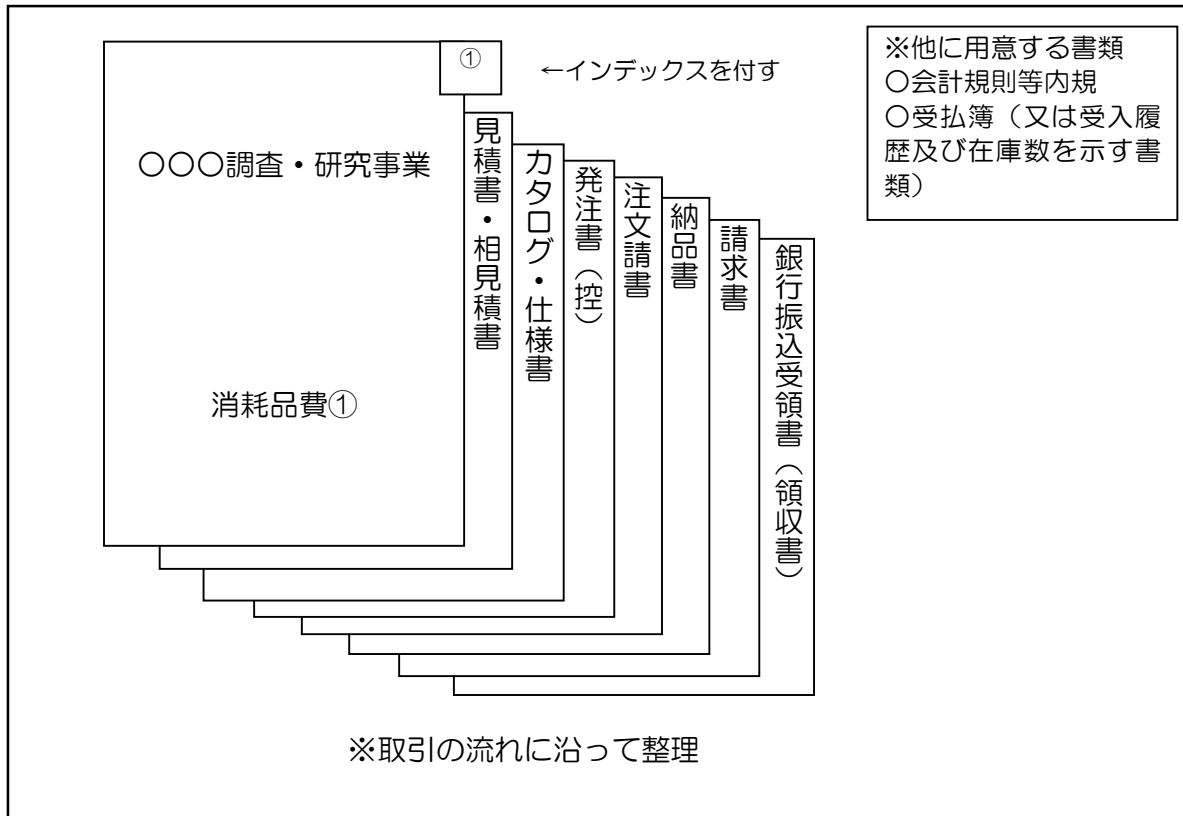 ①
←インデックスを付す
※他に用意する書類
〇会計規則等内規
〇受払簿（又は受入履
歴及び在庫数を示す書
類）
〇〇〇調査・研究事業
消耗品費①
見積書・相見積書
カタログ・仕様書
発注書（控）
注文請書
納品書
請求書
銀行振込受領書（領収書）
※取引の流れに沿って整理